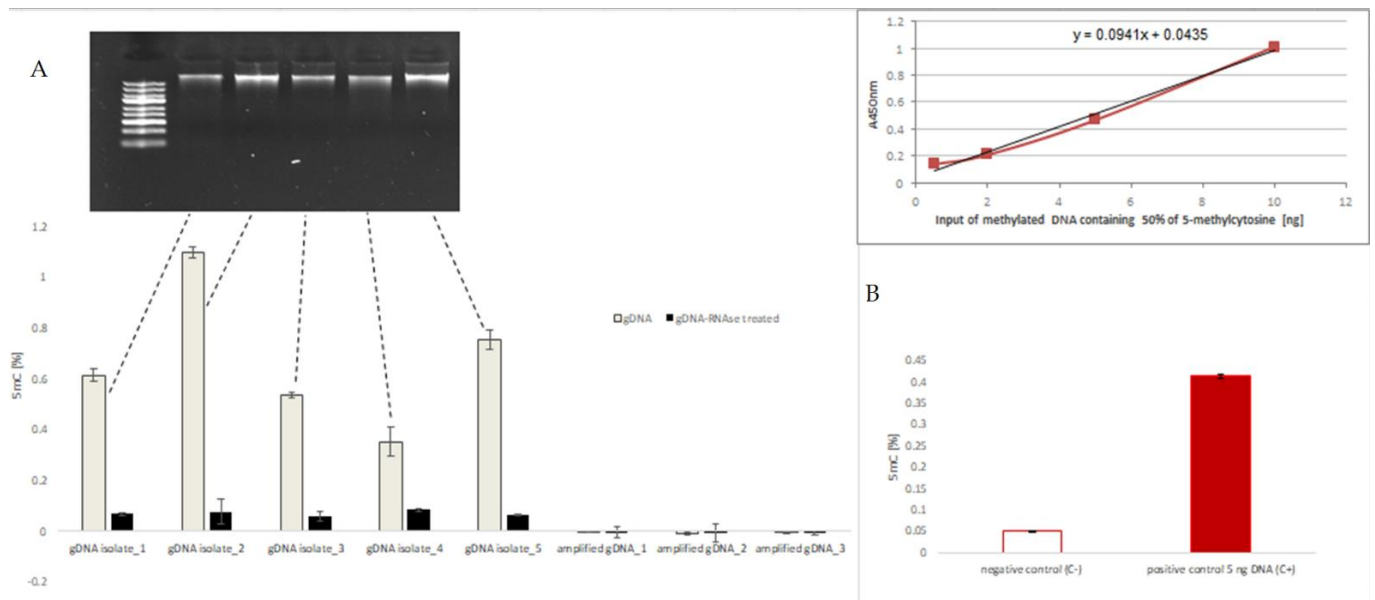 A
1.2
1
0.8
0.6
0.4
0.2
0
-0.2
5mC [%]
gDNA gDNA-RNAse treated
gDNA isolate_1 gDNA isolate_2 gDNA isolate_3 gDNA isolate_4 gDNA isolate_5 amplified gDNA_1 amplified gDNA_2 amplified gDNA_3
y = 0.0941x + 0.0435
1.2
1
0.8
0.6
0.4
0.2
0
A450nm
0 2 4 6 8 10 12
Input of methylated DNA containing 50% of 5-methylcytosine [ng]
B
0.45
0.4
0.35
0.3
0.25
0.2
0.15
0.1
0.05
0
5mC [%]
negative control (C-) positive control 5 ng DNA (C+)